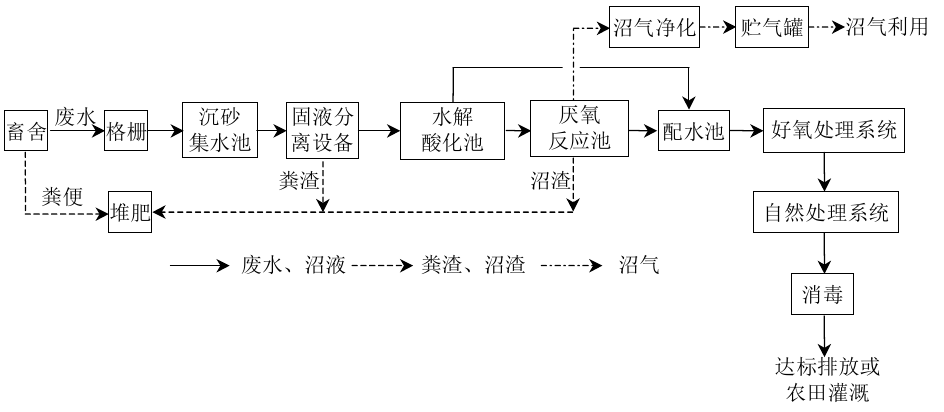 沼气净化
贮气罐
沼气利用
畜舍
废水
格栅
沉砂
集水池
固液分
离设备
水解
酸化池
厌氧
反应池
配水池
好氧处理系统
粪便
堆肥
粪渣
沼渣
自然处理系统
废水、沼液
粪渣、沼渣
沼气
消毒
达标排放或
农田灌溉